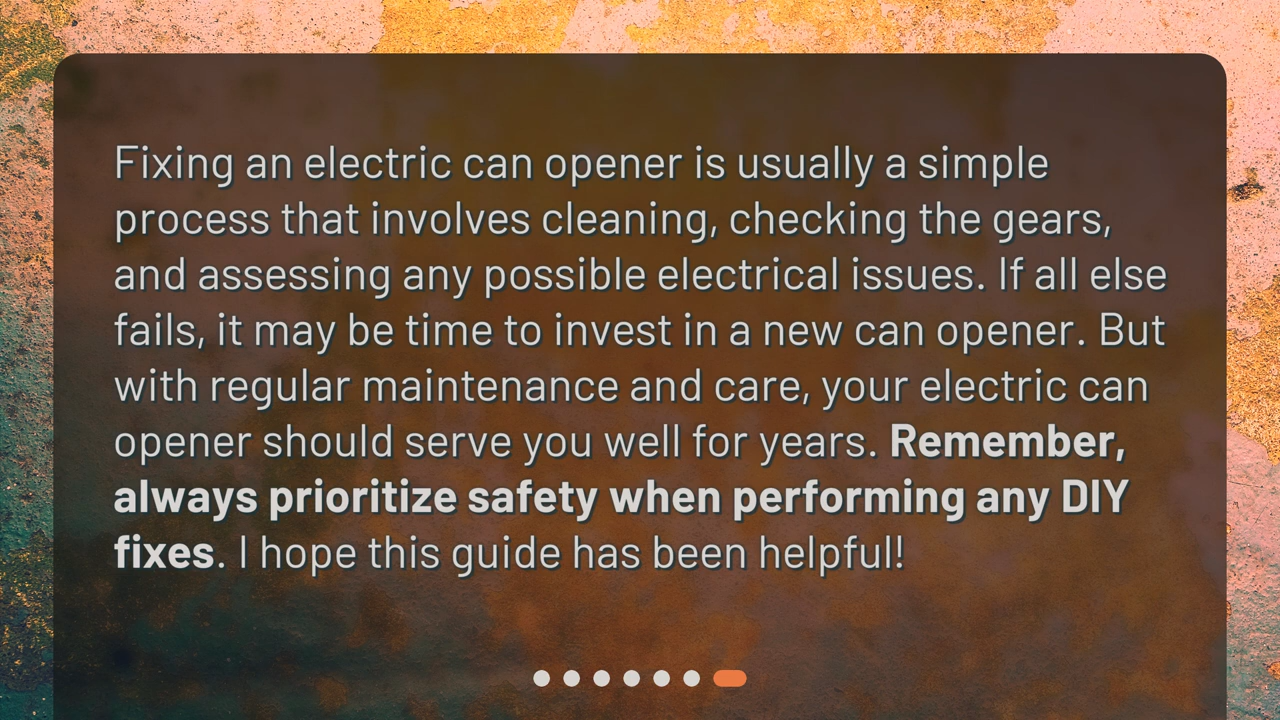 Fixing an electric can opener is usually a simple
process that involves cleaning, checking the gears,
and assessing any possible electrical issues. If all else
fails, it may be time to invest in a new can opener. But
with regular maintenance and care, your electric can
opener should serve you well for years. Remember,
always prioritize safety when performing any DIY
fixes. I hope this guide has been helpful!